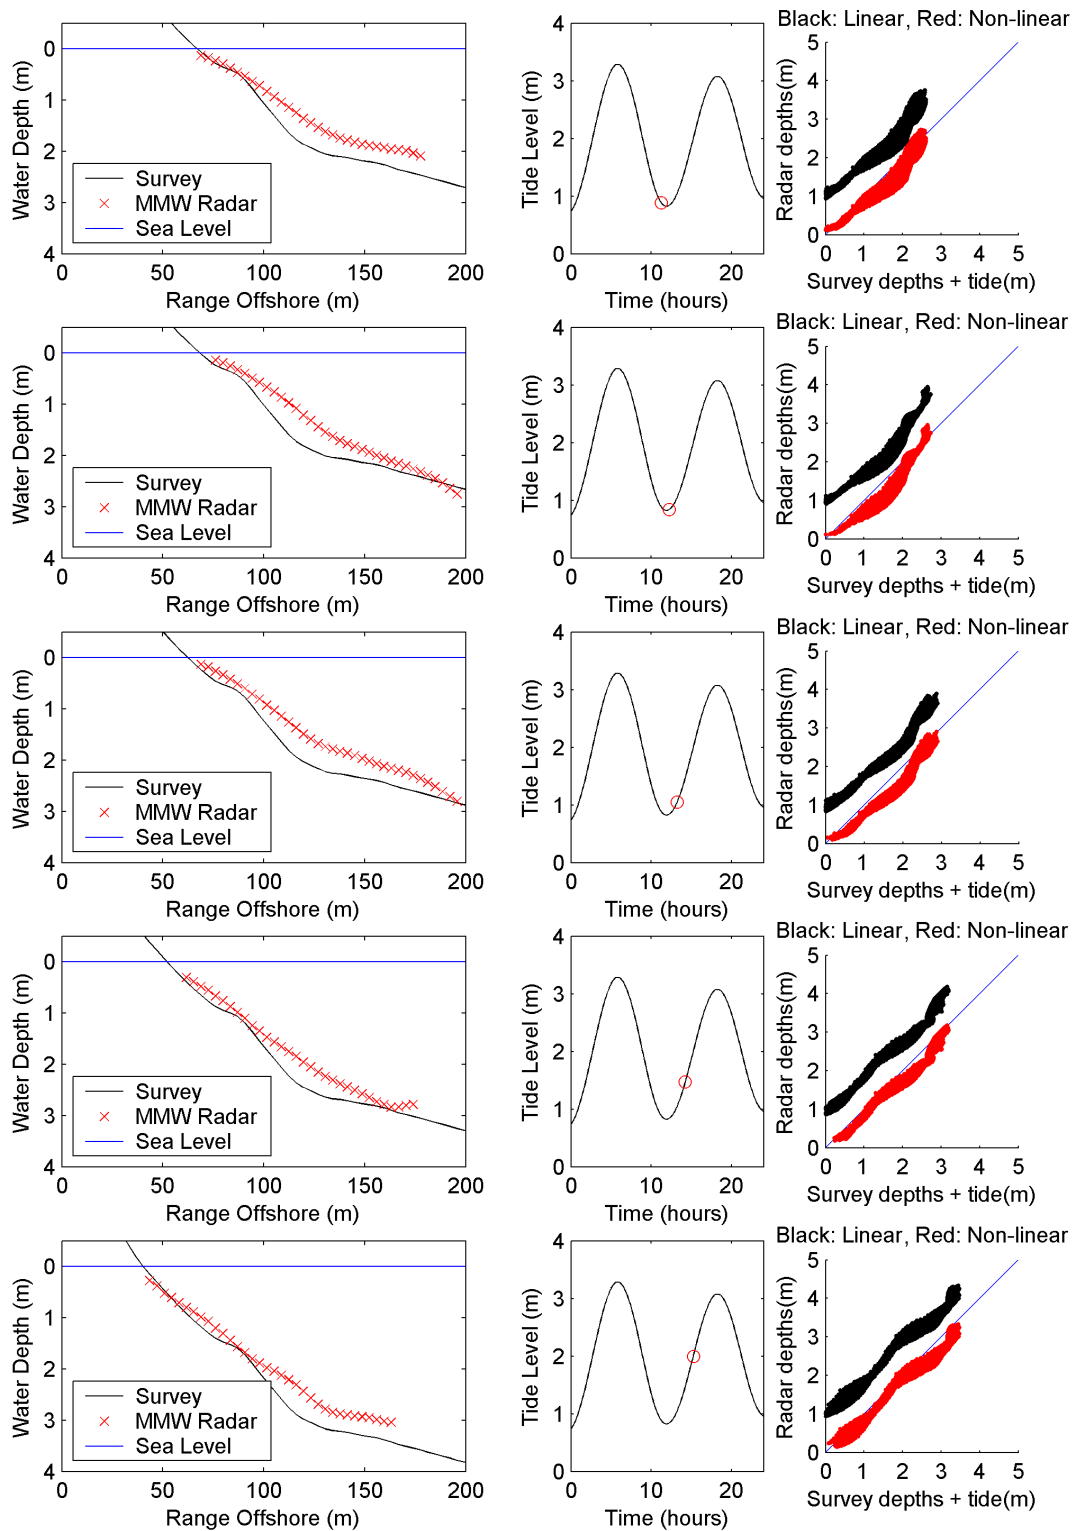 Black: Linear, Red: Non-linear
0
1
2
3
4
Water Depth (m)
Survey
MMW Radar
Sea Level
0 50 100 150 200
Range Offshore (m)
4
3
2
1
0
Tide Level (m)
0 10 20
Time (hours)
5
4
3
2
1
0
Radar depths(m)
0 1 2 3 4 5
Survey depths + tide(m)
Black: Linear, Red: Non-linear
0
1
2
3
4
Water Depth (m)
Survey
MMW Radar
Sea Level
0 50 100 150 200
Range Offshore (m)
4
3
2
1
0
Tide Level (m)
0 10 20
Time (hours)
5
4
3
2
1
0
Radar depths(m)
0 1 2 3 4 5
Survey depths + tide(m)
Black: Linear, Red: Non-linear
0
1
2
3
4
Water Depth (m)
Survey
MMW Radar
Sea Level
0 50 100 150 200
Range Offshore (m)
4
3
2
1
0
Tide Level (m)
0 10 20
Time (hours)
5
4
3
2
1
0
Radar depths(m)
0 1 2 3 4 5
Survey depths + tide(m)
Black: Linear, Red: Non-linear
0
1
2
3
4
Water Depth (m)
Survey
MMW Radar
Sea Level
0 50 100 150 200
Range Offshore (m)
4
3
2
1
0
Tide Level (m)
0 10 20
Time (hours)
5
4
3
2
1
0
Radar depths(m)
0 1 2 3 4 5
Survey depths + tide(m)
Black: Linear, Red: Non-linear
0
1
2
3
4
Water Depth (m)
Survey
MMW Radar
Sea Level
0 50 100 150 200
Range Offshore (m)
4
3
2
1
0
Tide Level (m)
0 10 20
Time (hours)
5
4
3
2
1
0
Radar depths(m)
0 1 2 3 4 5
Survey depths + tide(m)